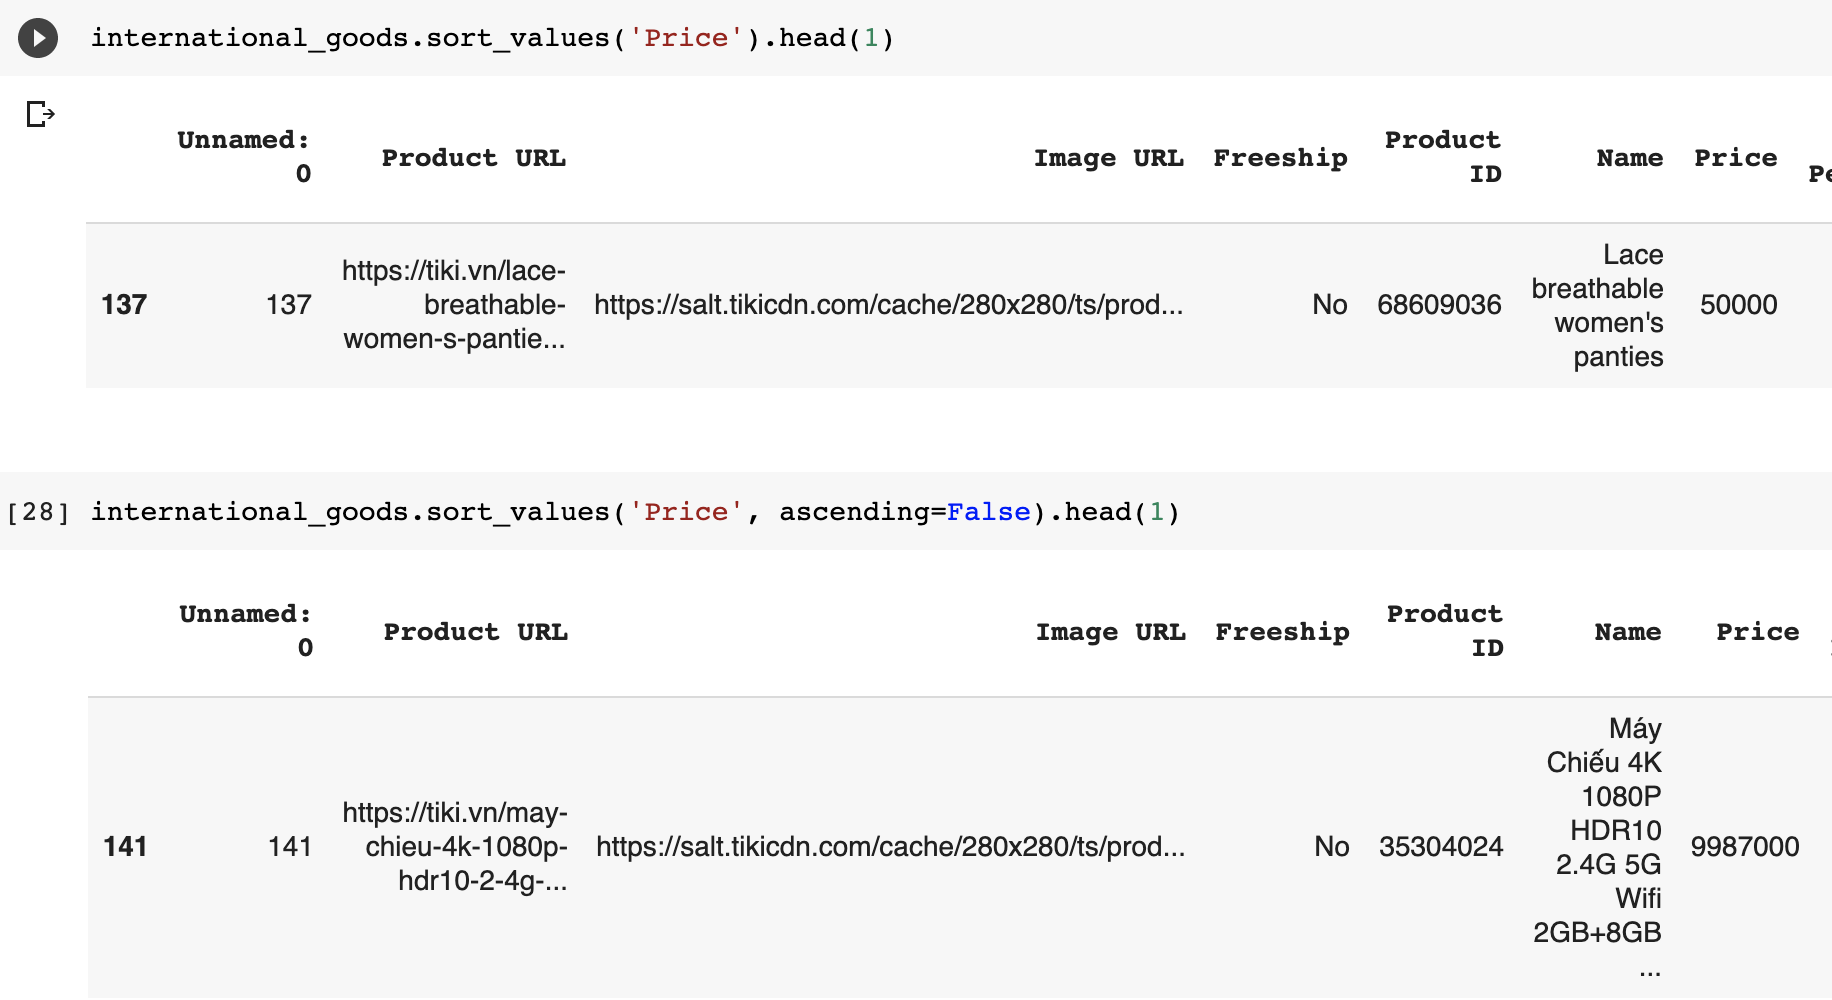 international_goods.sort_values('Price').head(1)
Unnamed: 0 Product URL Image URL Freeship Product ID Name Price
137 137 https://tiki.vn/lace-breathable-women-s-pantie... https://salt.tikicdn.com/cache/280x280/ts/prod... No 68609036 Lace breathable women's panties 50000
[28] international_goods.sort_values('Price', ascending=False).head(1)
Unnamed: 0 Product URL Image URL Freeship Product ID Name Price
141 141 https://tiki.vn/may-chieu-4k-1080p-hdr10-2-4g-... https://salt.tikicdn.com/cache/280x280/ts/prod... No 35304024 Máy Chiếu 4K 1080P HDR10 2.4G 5G Wifi 2GB+8GB ... 9987000